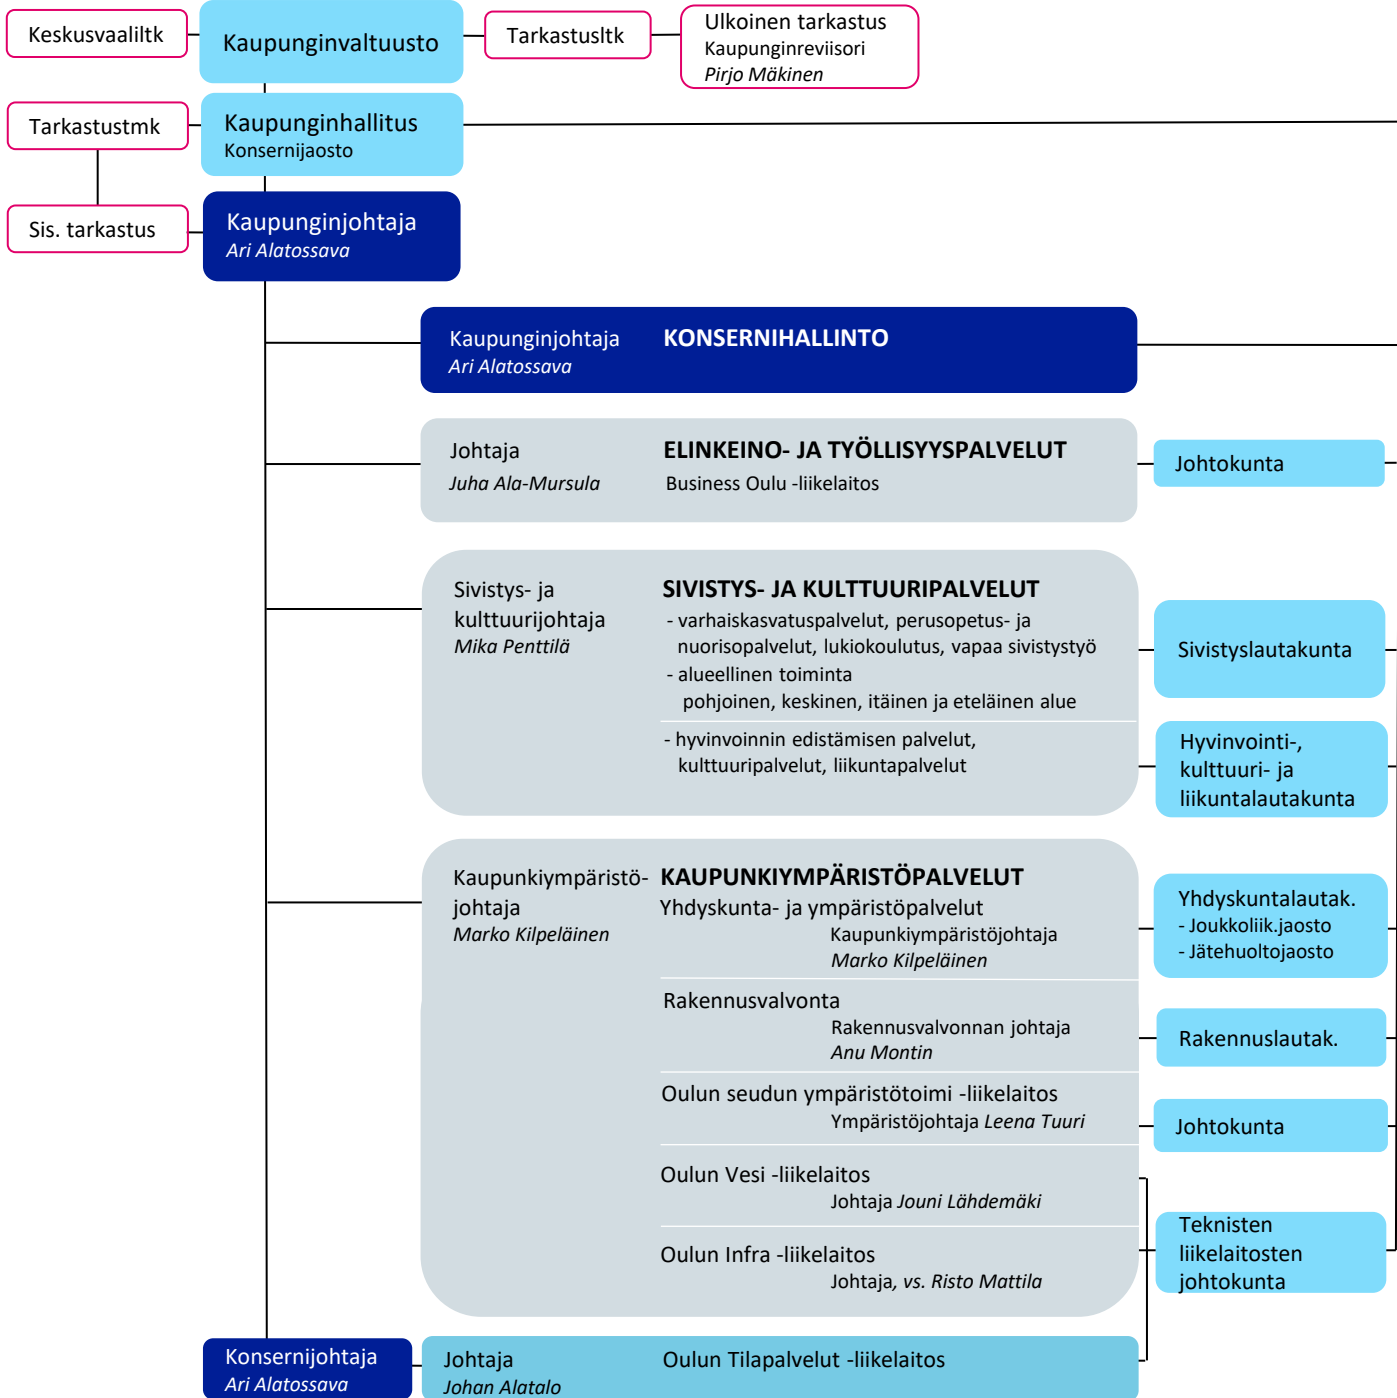 Keskusvaaliltk
Kaupunginvaltuusto
Tarkastusltk
Ulkoinen tarkastus
Kaupunginreviisori
Pirjo Mäkinen
Tarkastustmk
Kaupunginhallitus
Konsernijaosto
Sis. tarkastus
Kaupunginjohtaja
Ari Alatossava
Kaupunginjohtaja
Ari Alatossava
KONSERNIHALLINTO
Johtaja
Juha Ala-Mursula
ELINKEINO- JA TYÖLLISYYSPALVELUT
Business Oulu -liikelaitos
Johtokunta
Sivistys- ja
kulttuurijohtaja
Mika Penttilä
SIVISTYS- JA KULTTUURIPALVELUT
- varhaiskasvatuspalvelut, perusopetus- ja
nuorisopalvelut, lukiokoulutus, vapaa sivistystyö
- alueellinen toiminta
pohjoinen, keskinen, itäinen ja eteläinen alue
- hyvinvoinnin edistämisen palvelut,
kulttuuripalvelut, liikuntapalvelut
Sivistyslautakunta
Hyvinvointi-,
kulttuuri- ja
liikuntalautakunta
Kaupunkiympäristö-
johtaja
Marko Kilpeläinen
KAUPUNKIYMPÄRISTÖPALVELUT
Yhdyskunta- ja ympäristöpalvelut
Kaupunkiympäristöjohtaja
Marko Kilpeläinen
Yhdyskuntalautak.
- Joukkoliik.jaosto
- Jätehuoltojaosto
Rakennusvalvonta
Rakennusvalvonnan johtaja
Anu Montin
Rakennuslautak.
Oulun seudun ympäristötoimi -liikelaitos
Ympäristöjohtaja Leena Tuuri
Johtokunta
Oulun Vesi -liikelaitos
Johtaja Jouni Lähdemäki
Oulun Infra -liikelaitos
Johtaja, vs. Risto Mattila
Teknisten
liikelaitosten
johtokunta
Konsernijohtaja
Ari Alatossava
Johtaja
Johan Alatalo
Oulun Tilapalvelut -liikelaitos